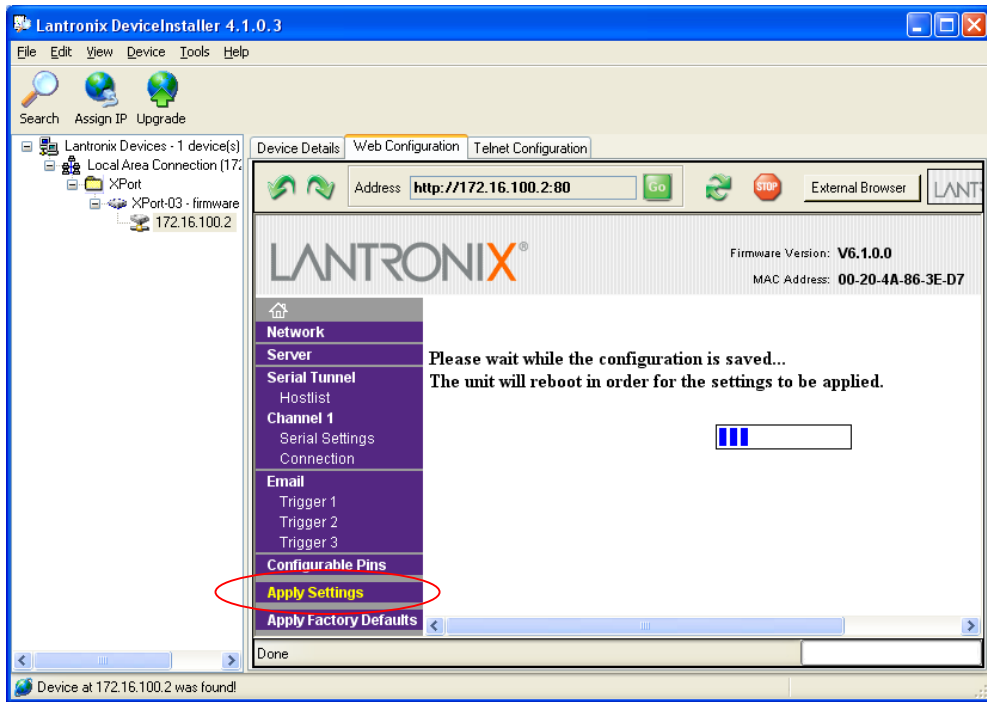 Lantronix DeviceInstaller 4.1.0.3
File Edit View Device Tools Help
Search Assign IP Upgrade
Lantronix Devices - 1 device(s)
Local Area Connection (172
XPort
XPort-03 - firmware
172.16.100.2
Device Details Web Configuration Telnet Configuration
Address http://172.16.100.2:80 Go STOP External Browser LANT
LANTRONIX®
Firmware Version: V6.1.0.0
MAC Address: 00-20-4A-86-3E-D7
Network
Server
Serial Tunnel
Hostlist
Channel 1
Serial Settings
Connection
Email
Trigger 1
Trigger 2
Trigger 3
Configurable Pins
Apply Settings
Apply Factory Defaults
Please wait while the configuration is saved...
The unit will reboot in order for the settings to be applied.
Done
Device at 172.16.100.2 was found!